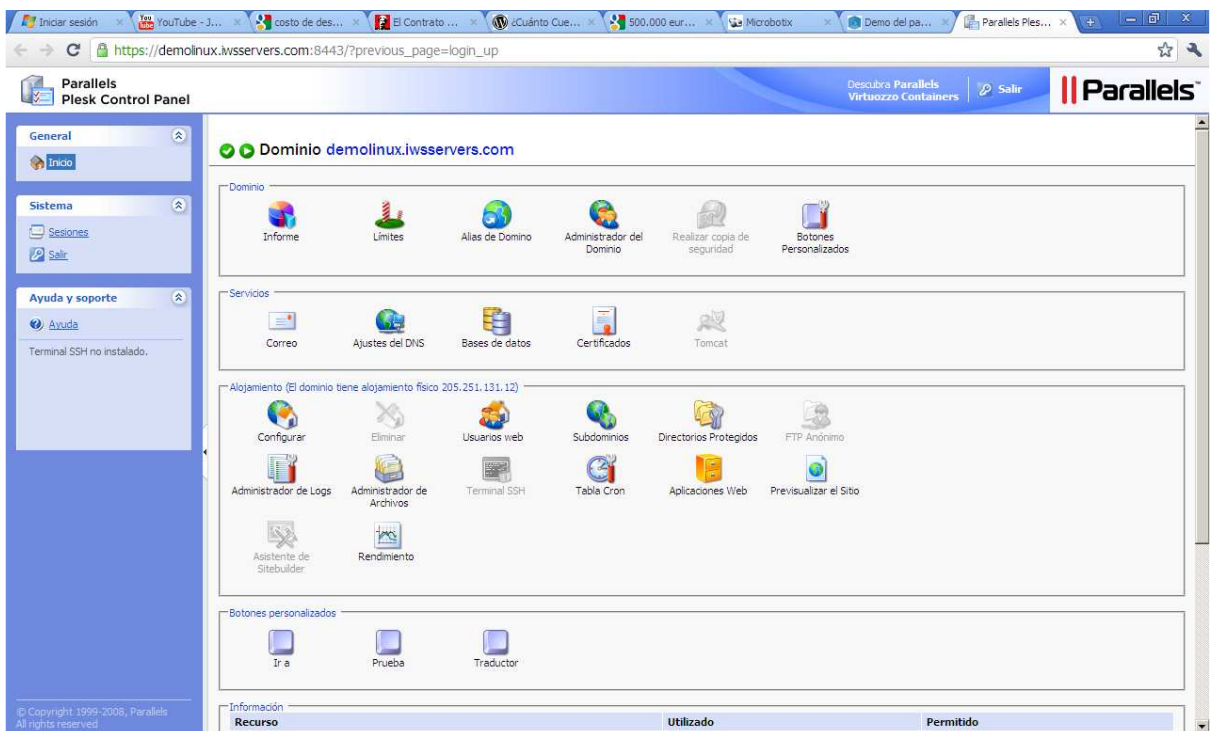 Iniciar sesión
YouTube - J...
costo de des...
El Contrato ...
¿Cuánto Cue...
500.000 eur...
Microbotix
Demo del pa...
Parallels Ples...
https://demolinux.iwsservers.com:8443/?previous_page=login_up
Parallels
Plesk Control Panel
Descubra Parallels
Virtuozzo Containers
Salir
Parallels
General
Inicio
Sistema
Sesiones
Salir
Ayuda y soporte
Ayuda
Terminal SSH no instalado.
© Copyright 1999-2008, Parallels
All rights reserved
Dominio demolinux.iwsservers.com
Dominio
Informe
Límites
Alias de Domino
Administrador del
Dominio
Realizar copia de
seguridad
Botones
Personalizados
Servicios
Correo
Ajustes del DNS
Bases de datos
Certificados
Tomcat
Alojamiento (El dominio tiene alojamiento físico 205.251.131.12)
Configurar
Eliminar
Usuarios web
Subdominios
Directorios Protegidos
FTP Anónimo
Administrador de Logs
Administrador de
Archivos
Terminal SSH
Tabla Cron
Aplicaciones Web
Previsualizar el Sitio
Asistente de
Sitebuilder
Rendimiento
Botones personalizados
Ir a
Prueba
Traductor
Información
Recurso
Utilizado
Permitido